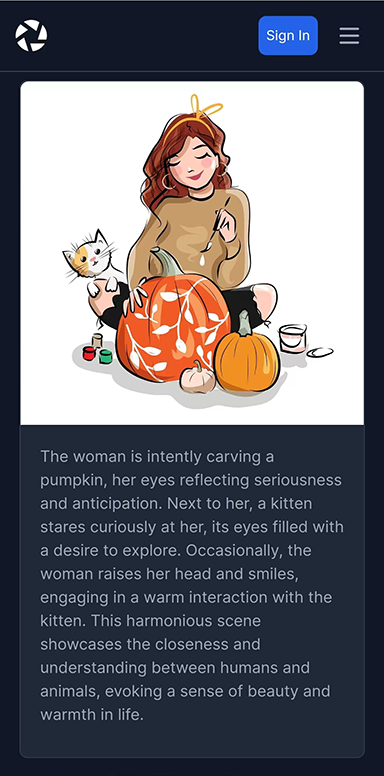 Sign In
The woman is intently carving a
pumpkin, her eyes reflecting seriousness
and anticipation. Next to her, a kitten
stares curiously at her, its eyes filled with
a desire to explore. Occasionally, the
woman raises her head and smiles,
engaging in a warm interaction with the
kitten. This harmonious scene
showcases the closeness and
understanding between humans and
animals, evoking a sense of beauty and
warmth in life.